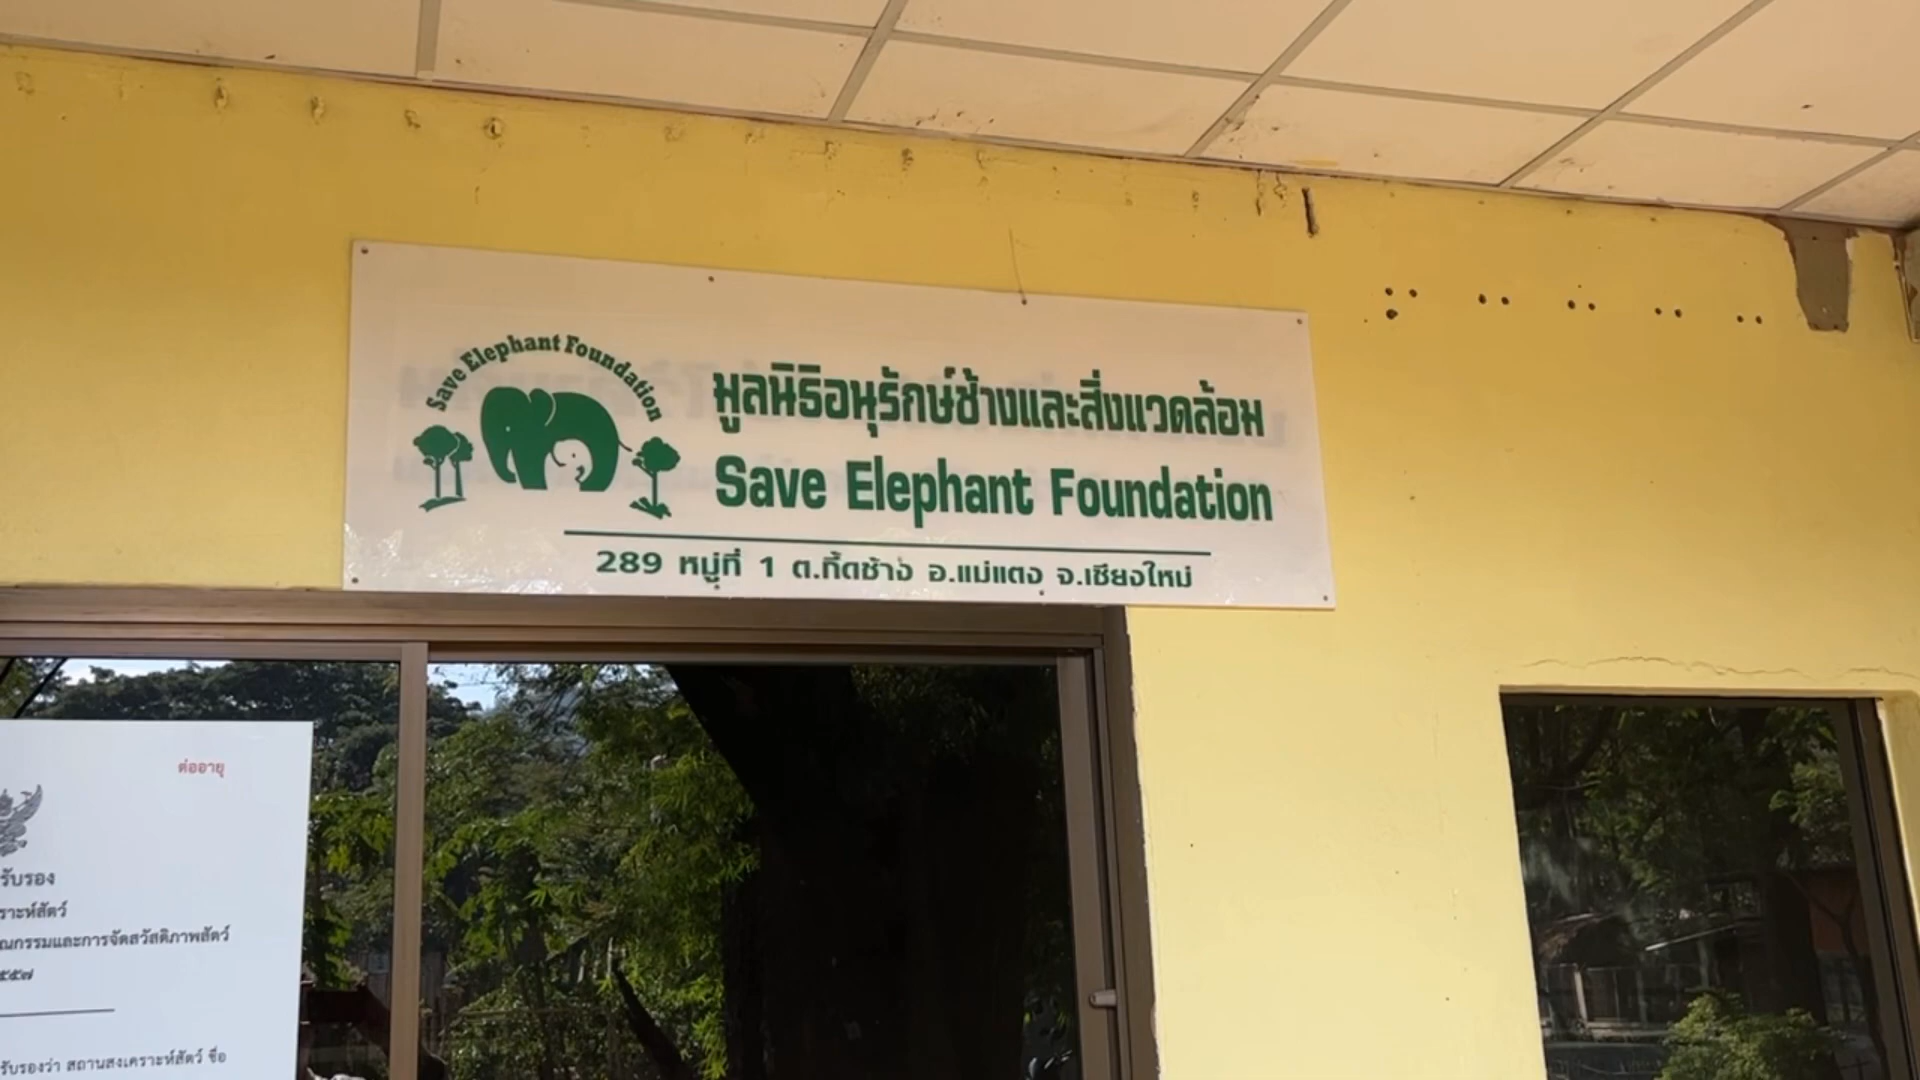 Save Elephant Foundation
มูลนิธิอนุรักษ์ช้างและสิ่งแวดล้อม
Save Elephant Foundation
289 หมู่ที่ 1 ต.กื้ดช้าง อ.แม่แตง จ.เชียงใหม่
ต่ออายุ
รับรอง
ราะห์สัตว์
ณกรรมและการจัดสวัสดิภาพสัตว์
๕๕๗
รับรองว่า สถานสงเคราะห์สัตว์ ชื่อ